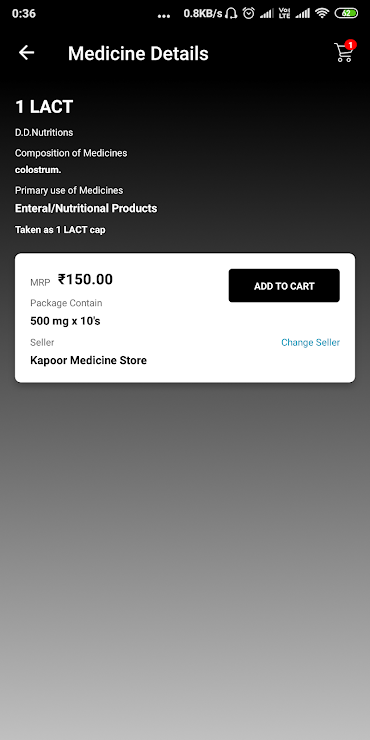 0:36 ... 0.8KB/s Vo) LTE 62
Medicine Details
1
1 LACT
D.D.Nutritions
Composition of Medicines
colostrum.
Primary use of Medicines
Enteral/Nutritional Products
Taken as 1 LACT cap
MRP ₹150.00
ADD TO CART
Package Contain
500 mg x 10's
Seller
Change Seller
Kapoor Medicine Store